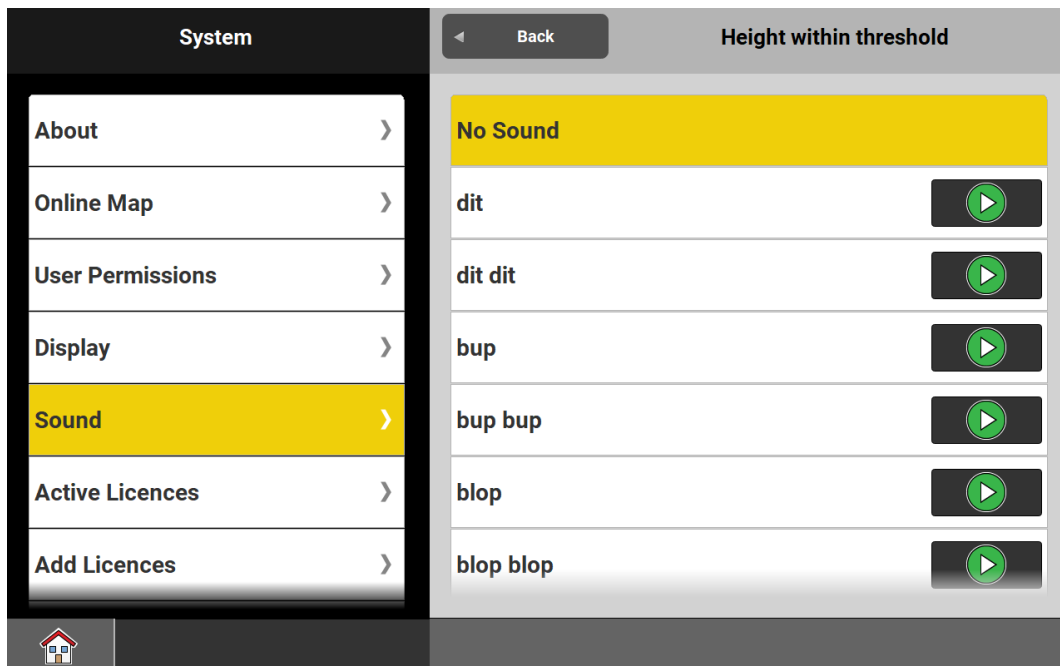 System
About
Online Map
User Permissions
Display
Sound
Active Licences
Add Licences
Back
Height within threshold
No Sound
dit
dit dit
bup
bup bup
blop
blop blop